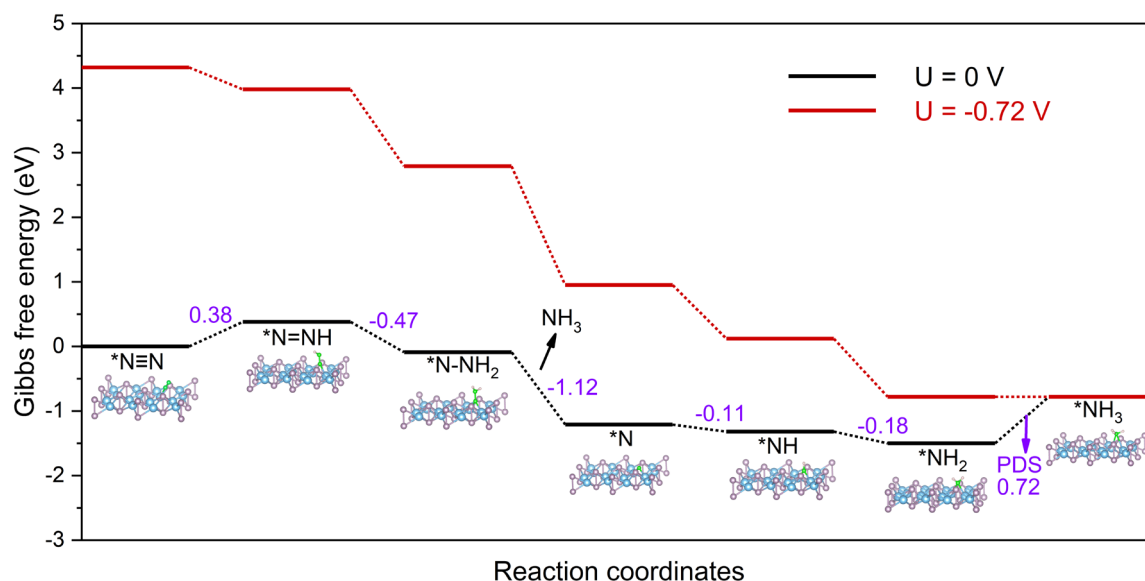 5
4
3
2
1
0
-1
-2
-3
Gibbs free energy (eV)
U = 0 V
U = -0.72 V
0.38
-0.47
-1.12
-0.11
-0.18
NH₃
*N≡N
*N=NH
*N-NH₂
*N
*NH
*NH₂
*NH₃
PDS
0.72
Reaction coordinates